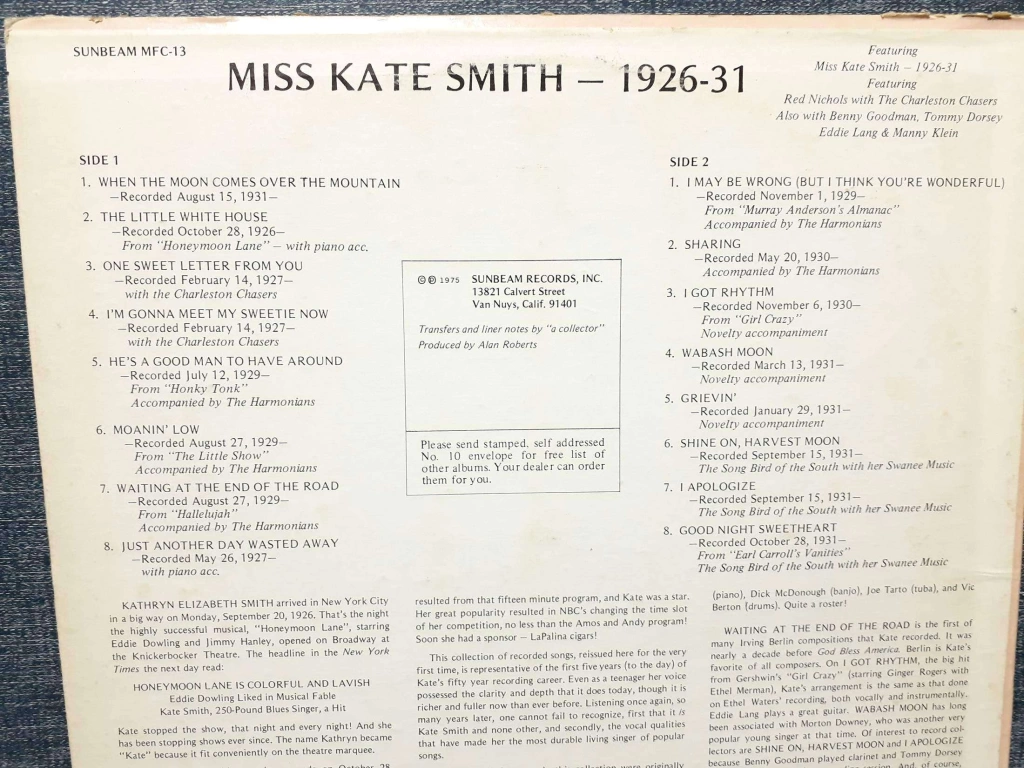 SUNBEAM MFC-13
MISS KATE SMITH — 1926-31
Featuring
Miss Kate Smith — 1926-31
Featuring
Red Nichols with The Charleston Chasers
Also with Benny Goodman, Tommy Dorsey
Eddie Lang & Manny Klein
SIDE 1
1. WHEN THE MOON COMES OVER THE MOUNTAIN
—Recorded August 15, 1931—
2. THE LITTLE WHITE HOUSE
—Recorded October 28, 1926—
From "Honeymoon Lane" — with piano acc.
3. ONE SWEET LETTER FROM YOU
—Recorded February 14, 1927—
with the Charleston Chasers
4. I'M GONNA MEET MY SWEETIE NOW
—Recorded February 14, 1927—
with the Charleston Chasers
5. HE'S A GOOD MAN TO HAVE AROUND
—Recorded July 12, 1929—
From "Honky Tonk"
Accompanied by The Harmonians
6. MOANIN' LOW
—Recorded August 27, 1929—
From "The Little Show"
Accompanied by The Harmonians
7. WAITING AT THE END OF THE ROAD
—Recorded August 27, 1929—
From "Hallelujah"
Accompanied by The Harmonians
8. JUST ANOTHER DAY WASTED AWAY
—Recorded May 26, 1927—
with piano acc.
© ℗ 1975 SUNBEAM RECORDS, INC.
13821 Calvert Street
Van Nuys, Calif. 91401
Transfers and liner notes by "a collector"
Produced by Alan Roberts
Please send stamped. self addressed
No. 10 envelope for free list of
other albums. Your dealer can order
them for you.
SIDE 2
1. I MAY BE WRONG (BUT I THINK YOU'RE WONDERFUL)
—Recorded November 1, 1929—
From "Murray Anderson's Almanac"
Accompanied by The Harmonians
2. SHARING
—Recorded May 20, 1930—
Accompanied by The Harmonians
3. I GOT RHYTHM
—Recorded November 6, 1930—
From "Girl Crazy"
Novelty accompaniment
4. WABASH MOON
—Recorded March 13, 1931—
Novelty accompaniment
5. GRIEVIN'
—Recorded January 29, 1931—
Novelty accompaniment
6. SHINE ON, HARVEST MOON
—Recorded September 15, 1931—
The Song Bird of the South with her Swanee Music
7. I APOLOGIZE
—Recorded September 15, 1931—
The Song Bird of the South with her Swanee Music
8. GOOD NIGHT SWEETHEART
—Recorded October 28, 1931—
From "Earl Carroll's Vanities"
The Song Bird of the South with her Swanee Music
KATHRYN ELIZABETH SMITH arrived in New York City
in a big way on Monday, September 20, 1926. That's the night
the highly successful musical, "Honeymoon Lane", starring
Eddie Dowling and Jimmy Hanley, opened on Broadway at
the Knickerbocker Theatre. The headline in the New York
Times the next day read:
HONEYMOON LANE IS COLORFUL AND LAVISH
Eddie Dowling Liked in Musical Fable
Kate Smith, 250-Pound Blues Singer, a Hit
Kate stopped the show, that night and every night! And she
has been stopping shows ever since. The name Kathryn became
"Kate" because it fit conveniently on the theatre marquee.
October 28
resulted from that fifteen minute program, and Kate was a star.
Her great popularity resulted in NBC's changing the time slot
of her competition, no less than the Amos and Andy program!
Soon she had a sponsor — LaPalina cigars!
This collection of recorded songs, reissued here for the very
first time, is representative of the first five years (to the day) of
Kate's fifty year recording career. Even as a teenager her voice
possessed the clarity and depth that it does today, though it is
richer and fuller now than ever before. Listening once again, so
many years later, one cannot fail to recognize, first that it is
Kate Smith and none other, and secondly, the vocal qualities
that have made her the most durable living singer of popular
songs.
this collection were originally
(piano), Dick McDonough (banjo), Joe Tarto (tuba), and Vic
Berton (drums). Quite a roster!
WAITING AT THE END OF THE ROAD is the first of
many Irving Berlin compositions that Kate recorded. It was
nearly a decade before God Bless America. Berlin is Kate's
favorite of all composers. On I GOT RHYTHM, the big hit
from Gershwin's "Girl Crazy" (starring Ginger Rogers with
Ethel Merman), Kate's arrangement is the same as that done
on Ethel Waters' recording, both vocally and instrumentally.
Eddie Lang plays a great guitar. WABASH MOON has long
been associated with Morton Downey, who was another very
popular young singer at that time. Of interest to record col-
lectors are SHINE ON, HARVEST MOON and I APOLOGIZE
because Benny Goodman played clarinet and Tommy Dorsey
session. And, of course,